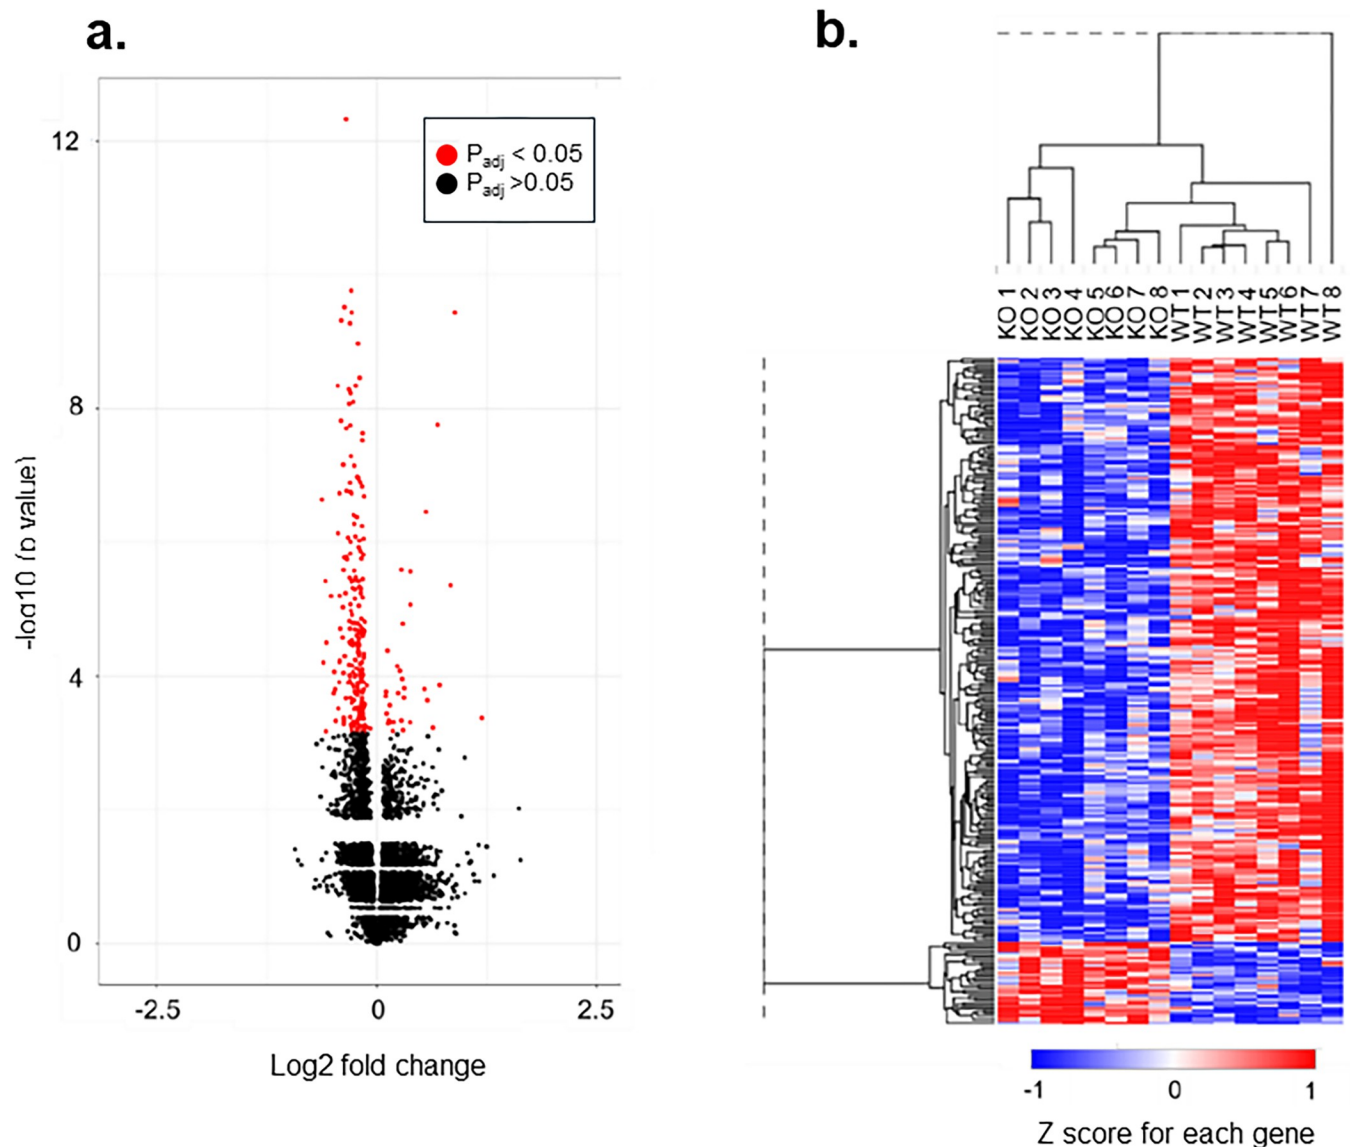 a.
12
8
4
0
-log10 (p value)
P adj < 0.05
P adj >0.05
-2.5 0 2.5
Log2 fold change
b.
KO 1
KO 2
KO 3
KO 4
KO 5
KO 6
KO 7
KO 8
WT 1
WT 2
WT 3
WT 4
WT 5
WT 6
WT 7
WT 8
-1 0 1
Z score for each gene